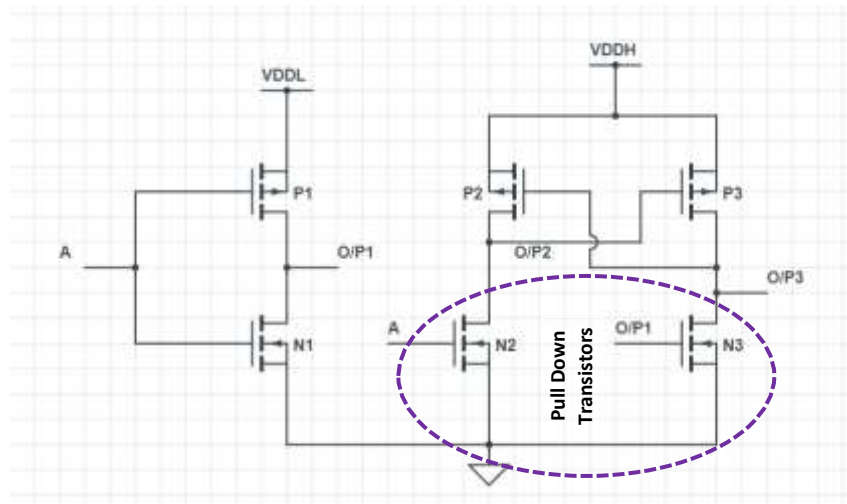 VDDH
VDDL
P1
P2
P3
A
O/P1
O/P2
O/P3
A
O/P1
N1
N2
N3
Pull Down
Transistors